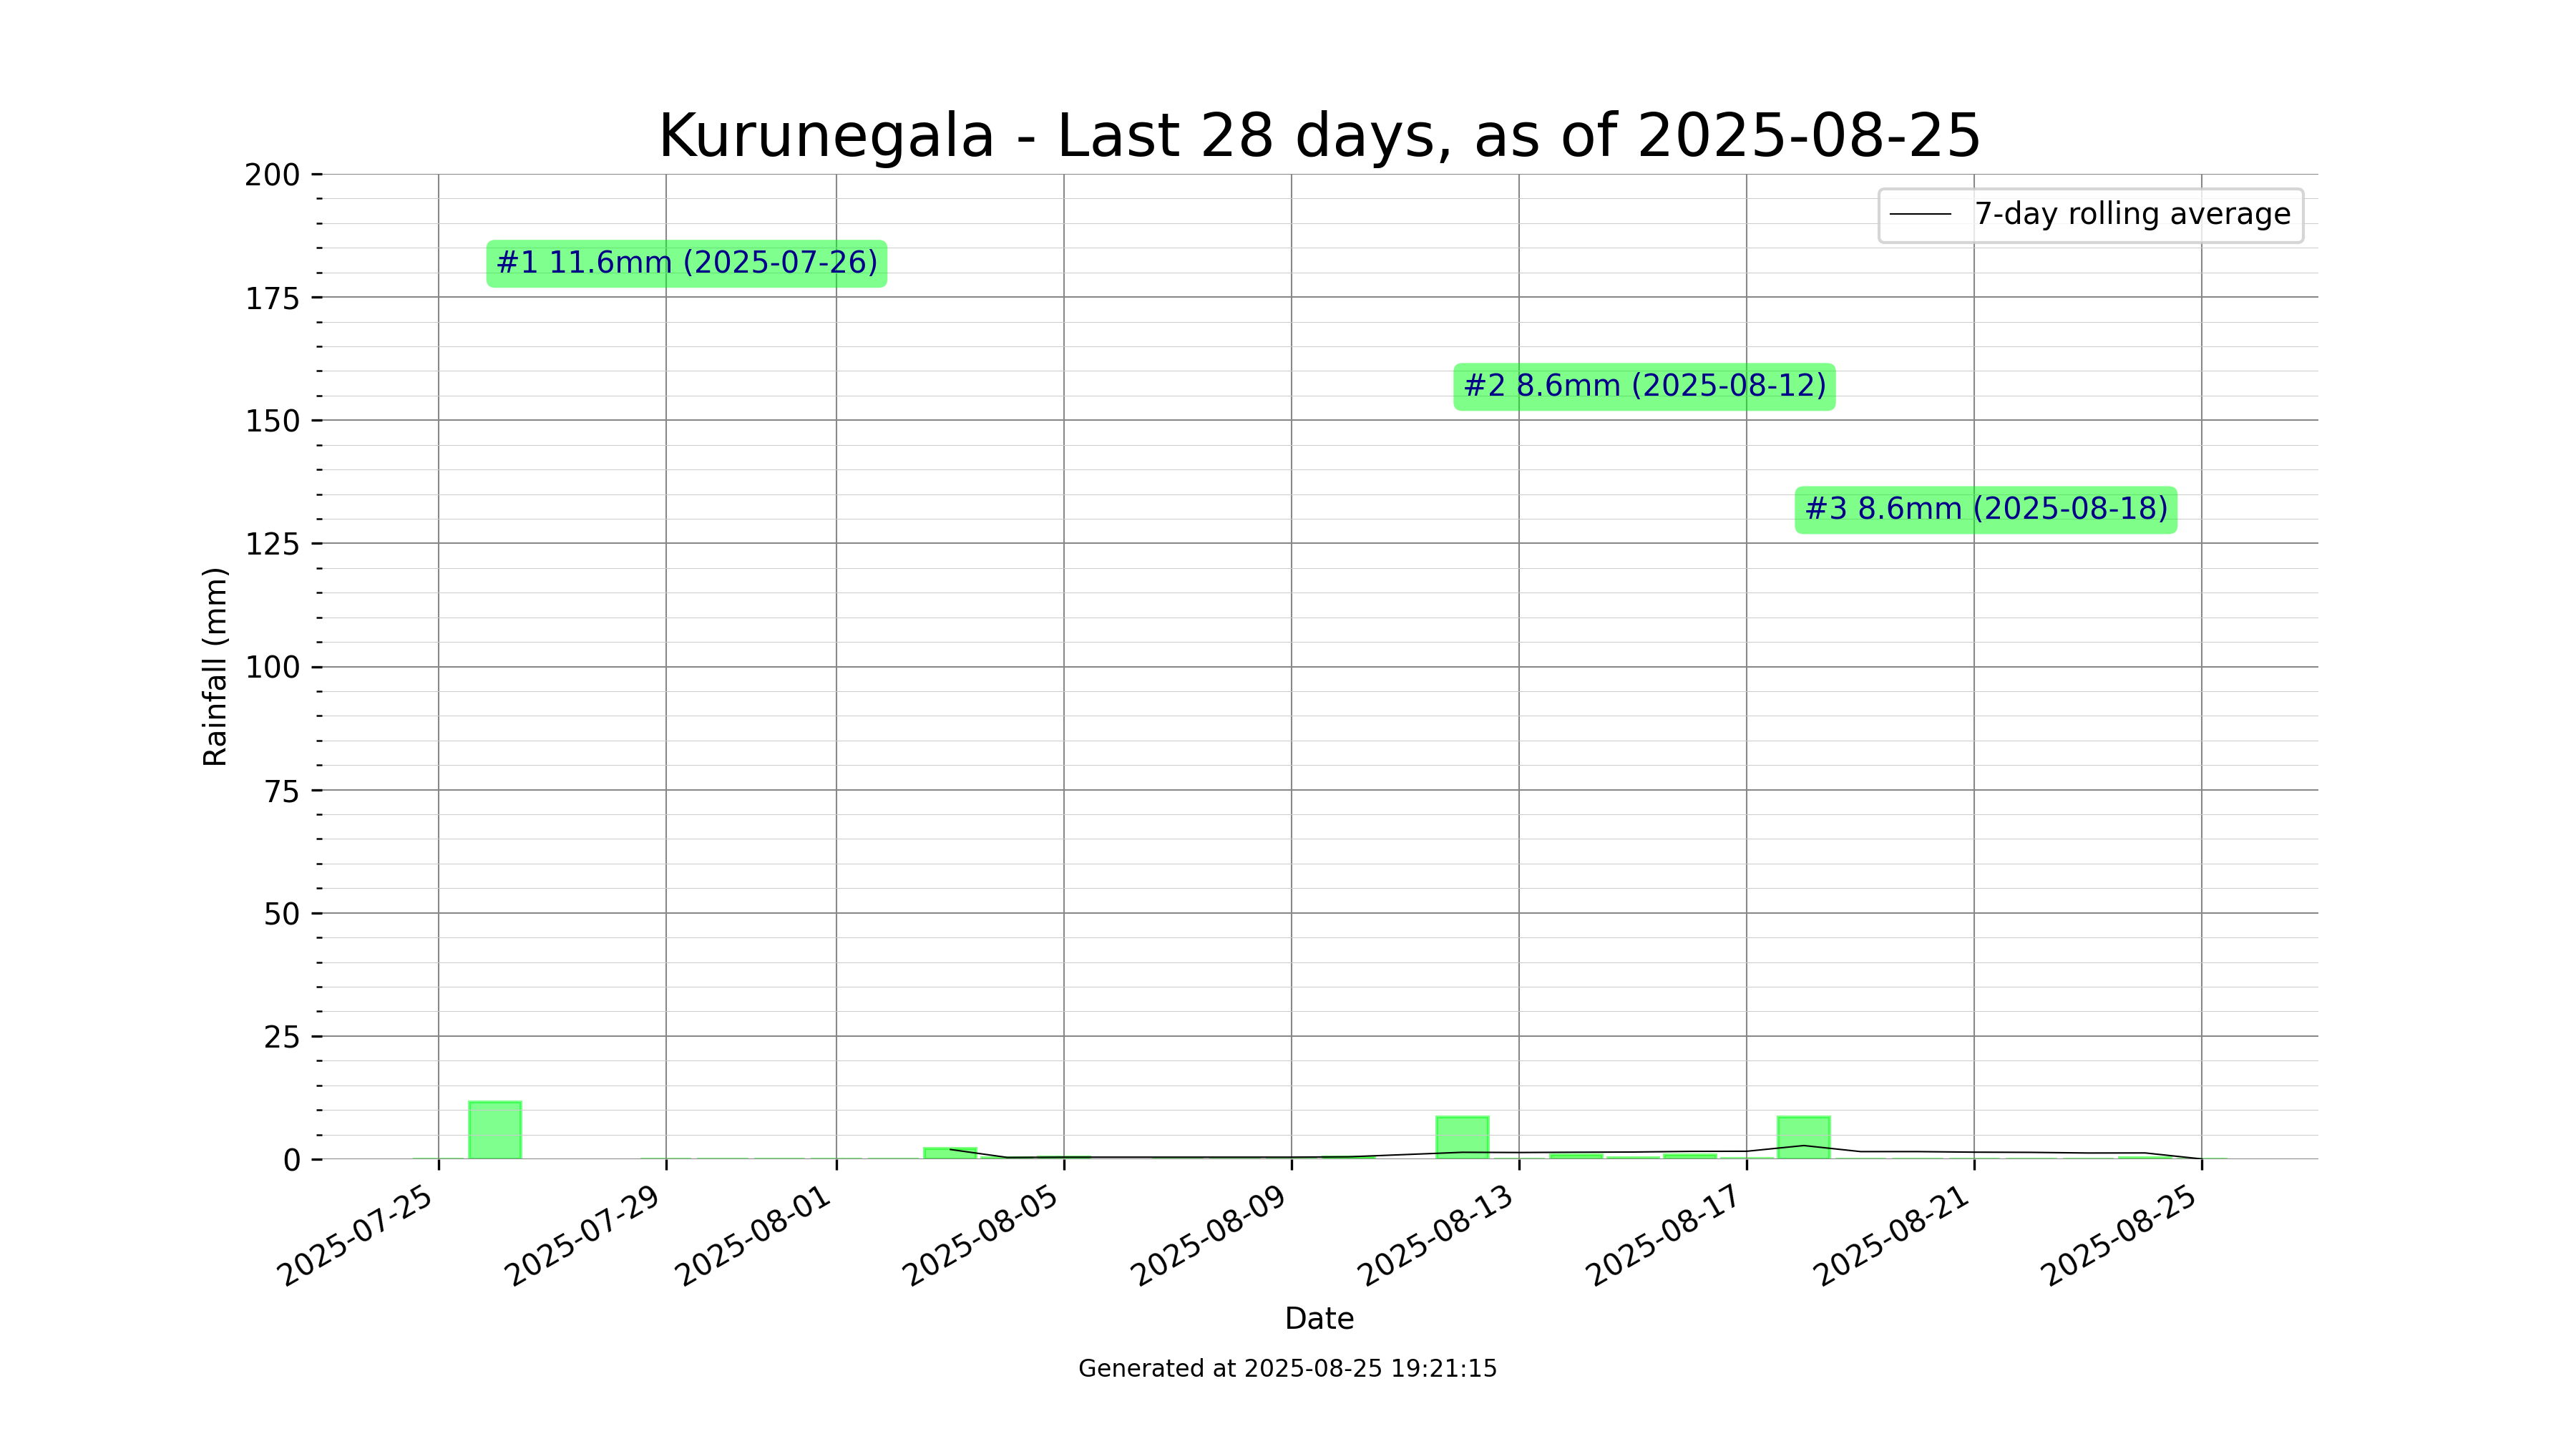 Kurunegala - Last 28 days, as of 2025-08-25
7-day rolling average
#1 11.6mm (2025-07-26)
#2 8.6mm (2025-08-12)
#3 8.6mm (2025-08-18)
Rainfall (mm)
200
175
150
125
100
75
50
25
0
2025-07-25
2025-07-29
2025-08-01
2025-08-05
2025-08-09
2025-08-13
2025-08-17
2025-08-21
2025-08-25
Date
Generated at 2025-08-25 19:21:15